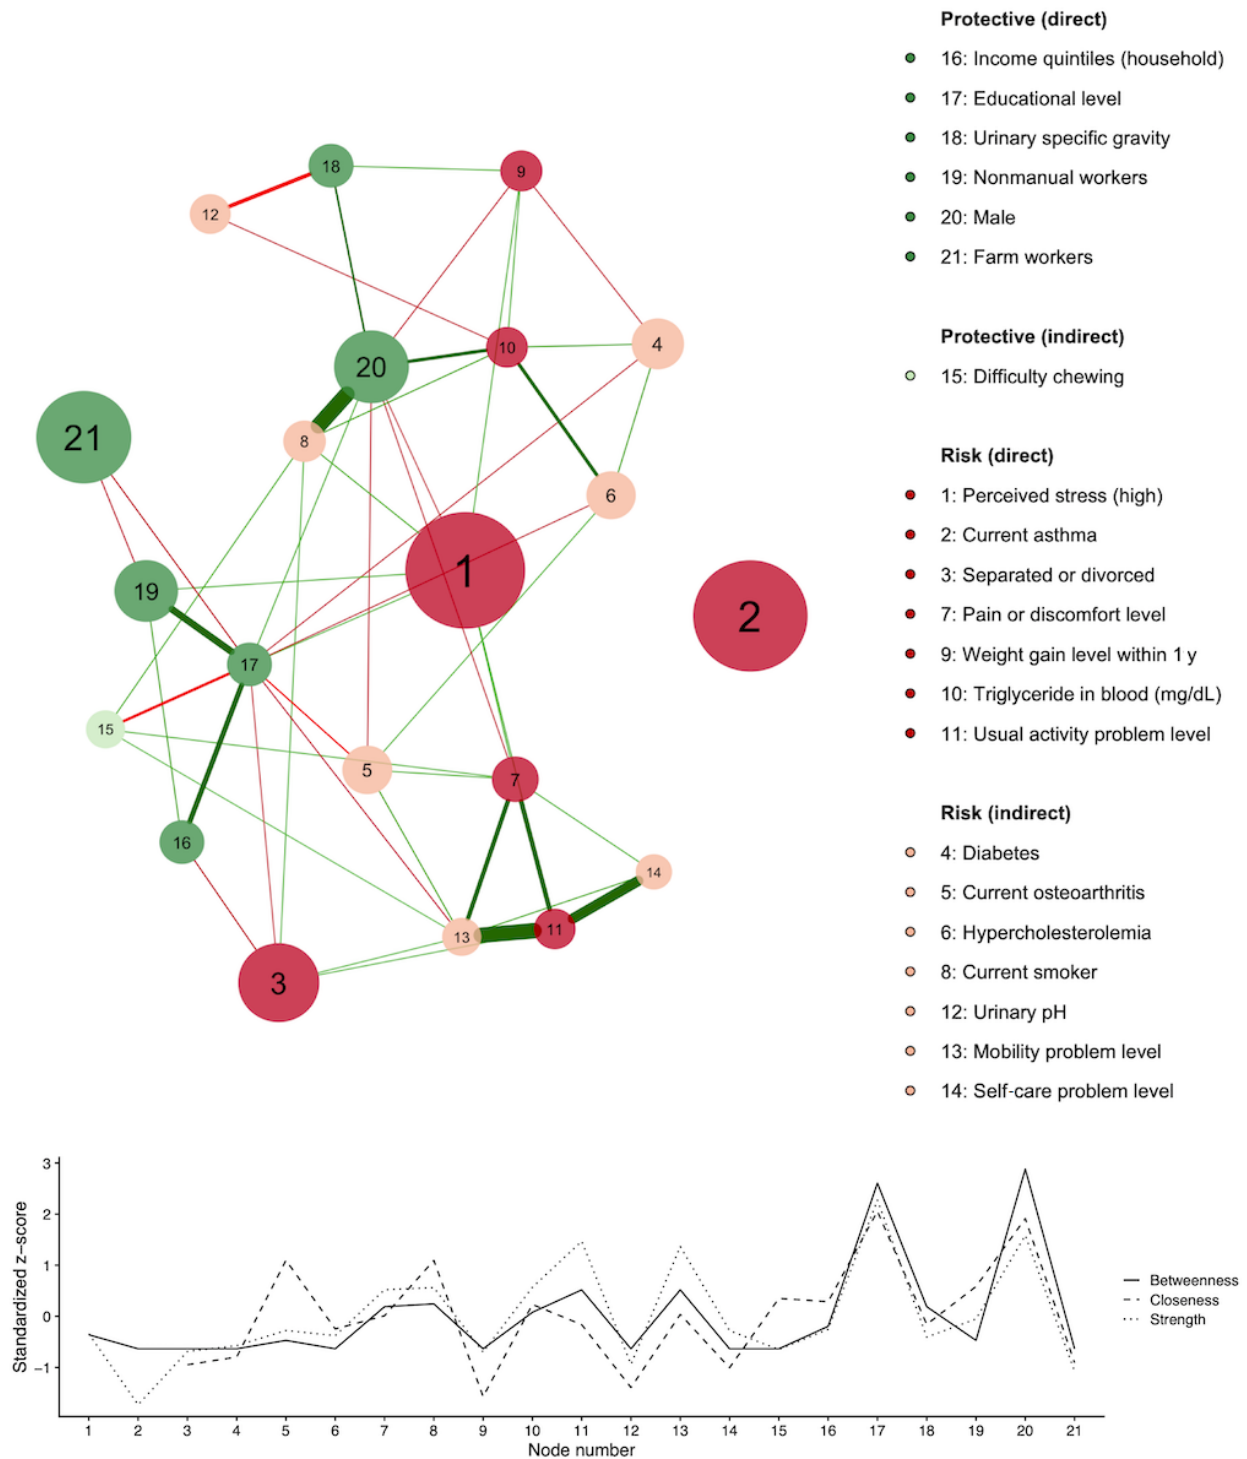 Protective (direct)
16: Income quintiles (household)
17: Educational level
18: Urinary specific gravity
19: Nonmanual workers
20: Male
21: Farm workers
Protective (indirect)
15: Difficulty chewing
Risk (direct)
1: Perceived stress (high)
2: Current asthma
3: Separated or divorced
7: Pain or discomfort level
9: Weight gain level within 1 y
10: Triglyceride in blood (mg/dL)
11: Usual activity problem level
Risk (indirect)
4: Diabetes
5: Current osteoarthritis
6: Hypercholesterolemia
8: Current smoker
12: Urinary pH
13: Mobility problem level
14: Self-care problem level
18
9
12
10
4
20
21
8
6
1
19
2
17
15
5
7
16
14
11
13
3
Standardized z−score
3
2
1
0
−1
1 2 3 4 5 6 7 8 9 10 11 12 13 14 15 16 17 18 19 20 21
Node number
Betweenness
Closeness
Strength